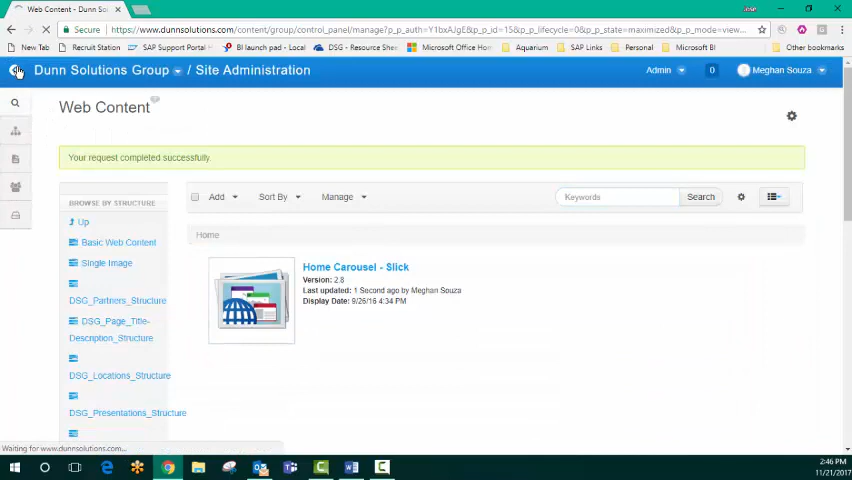 Web Content - Dunn Solu
Secure
https://www.dunnsolutions.com/content/group/control_panel/manage?p_p_auth=Y1bxAJgE&p_p_id=15&p_p_lifecycle=0&p_p_state=maximized&p_p_mode=view...
New Tab
Recruit Station
SAP Support Portal
BI launch pad - Local
DSG - Resource Shee
Microsoft Office Home
Aquarium
SAP Links
Personal
Microsoft BI
Other bookmarks
Dunn Solutions Group / Site Administration
Admin
0
Meghan Souza
Web Content
Your request completed successfully.
BROWSE BY STRUCTURE
Add
Sort By
Manage
Keywords
Search
Up
Home
Basic Web Content
Single Image
DSG_Partners_Structure
DSG_Page_Title-
Description_Structure
DSG_Locations_Structure
DSG_Presentations_Structure
Home Carousel - Slick
Version: 2.8
Last updated: 1 Second ago by Meghan Souza
Display Date: 9/26/16 4:34 PM
Waiting for www.dunnsolutions.com...
2:46 PM
11/21/2017